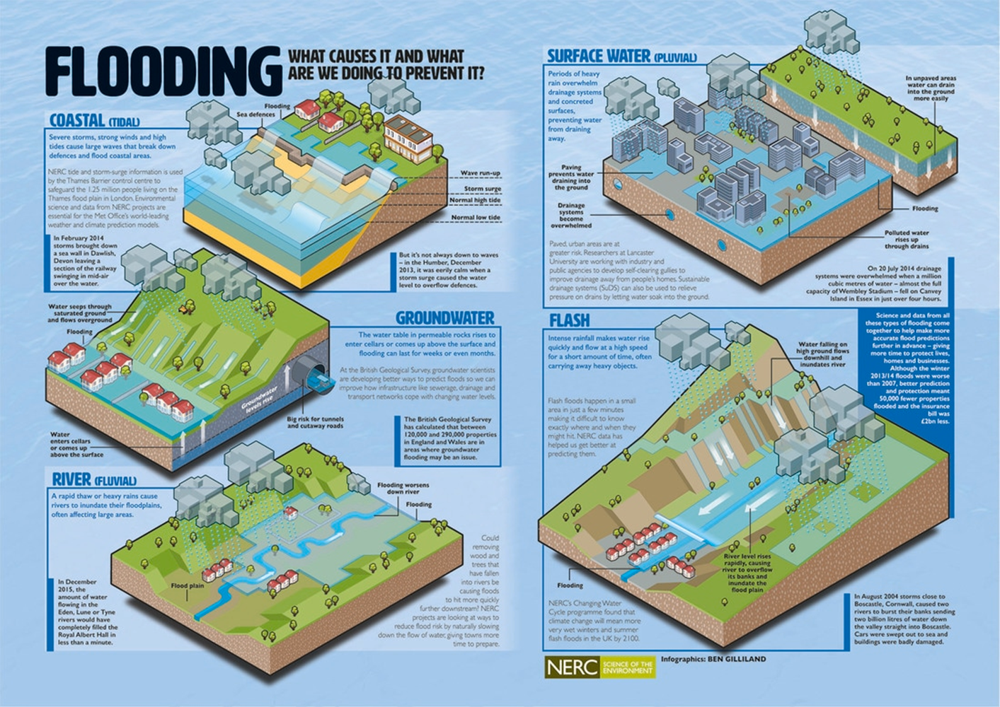 FLOODING
WHAT CAUSES IT AND WHAT
ARE WE DOING TO PREVENT IT?
COASTAL (TIDAL)
Severe storms, strong winds and high
tides cause large waves that break down
defences and flood coastal areas.
NERC tide and storm-surge information is used
by the Thames Barrier control centre to
safeguard the 1.25 million people living on the
Thames flood plain in London. Environmental
science and data from NERC projects are
essential for the Met Office's world-leading
weather and climate prediction models.
In February 2014
storms brought down
a sea wall in Dawlish,
Devon leaving a
section of the railway
swinging in mid-air
over the water.
Flooding
Sea defences
Wave run-up
Storm surge
Normal high tide
Normal low tide
But it's not always down to waves
– in the Humber, December
2013, it was eerily calm when a
storm surge caused the water
level to overflow defences.
Water seeps through
saturated ground
and flows overground
Flooding
Groundwater
levels rise
Water
enters cellars
or comes up
above the surface
Big risk for tunnels
and cutaway roads
GROUNDWATER
The water table in permeable rocks rises to
enter cellars or comes up above the surface and
flooding can last for weeks or even months.
At the British Geological Survey, groundwater scientists
are developing better ways to predict floods so we can
improve how infrastructure like sewerage, drainage and
transport networks cope with changing water levels.
The British Geological Survey
has calculated that between
120,000 and 290,000 properties
in England and Wales are in
areas where groundwater
flooding may be an issue.
RIVER (FLUVIAL)
A rapid thaw or heavy rains cause
rivers to inundate their floodplains,
often affecting large areas.
In December
2015, the
amount of water
flowing in the
Eden, Lune or Tyne
rivers would have
completely filled the
Royal Albert Hall in
less than a minute.
Flood plain
Flooding worsens
down river
Flooding
Could
removing
wood and
trees that
have fallen
into rivers be
causing floods
to hit more quickly
further downstream? NERC
projects are looking at ways to
reduce flood risk by naturally slowing
down the flow of water, giving towns more
time to prepare.
SURFACE WATER (PLUVIAL)
Periods of heavy
rain overwhelm
drainage systems
and concreted
surfaces,
preventing water
from draining
away.
Paving
prevents water
draining into
the ground
Drainage
systems
become
overwhelmed
In unpaved areas
water can drain
into the ground
more easily
Flooding
Polluted water
rises up
through drains
Paved, urban areas are at
greater risk. Researchers at Lancaster
University are working with industry and
public agencies to develop self-clearing gullies to
improve drainage away from people's homes. Sustainable
drainage systems (SuDS) can also be used to relieve
pressure on drains by letting water soak into the ground.
On 20 July 2014 drainage
systems were overwhelmed when a million
cubic metres of water – almost the full
capacity of Wembley Stadium – fell on Canvey
Island in Essex in just over four hours.
FLASH
Intense rainfall makes water rise
quickly and flow at a high speed
for a short amount of time, often
carrying away heavy objects.
Flash floods happen in a small
area in just a few minutes
making it difficult to know
exactly where and when they
might hit. NERC data has
helped us get better at
predicting them.
Water falling on
high ground flows
downhill and
inundates river
Science and data from all
these types of flooding come
together to help make more
accurate flood predictions
further in advance – giving
more time to protect lives,
homes and businesses.
Although the winter
2013/14 floods were worse
than 2007, better prediction
and protection meant
50,000 fewer properties
flooded and the insurance
bill was
£2bn less.
Flooding
River level rises
rapidly, causing
river to overflow
its banks and
inundate the
flood plain
NERC's Changing Water
Cycle programme found that
climate change will mean more
very wet winters and summer
flash floods in the UK by 2100.
In August 2004 storms close to
Boscastle, Cornwall, caused two
rivers to burst their banks sending
two billion litres of water down
the valley straight into Boscastle.
Cars were swept out to sea and
buildings were badly damaged.
NERC
SCIENCE OF THE
ENVIRONMENT
Infographics: BEN GILLILAND